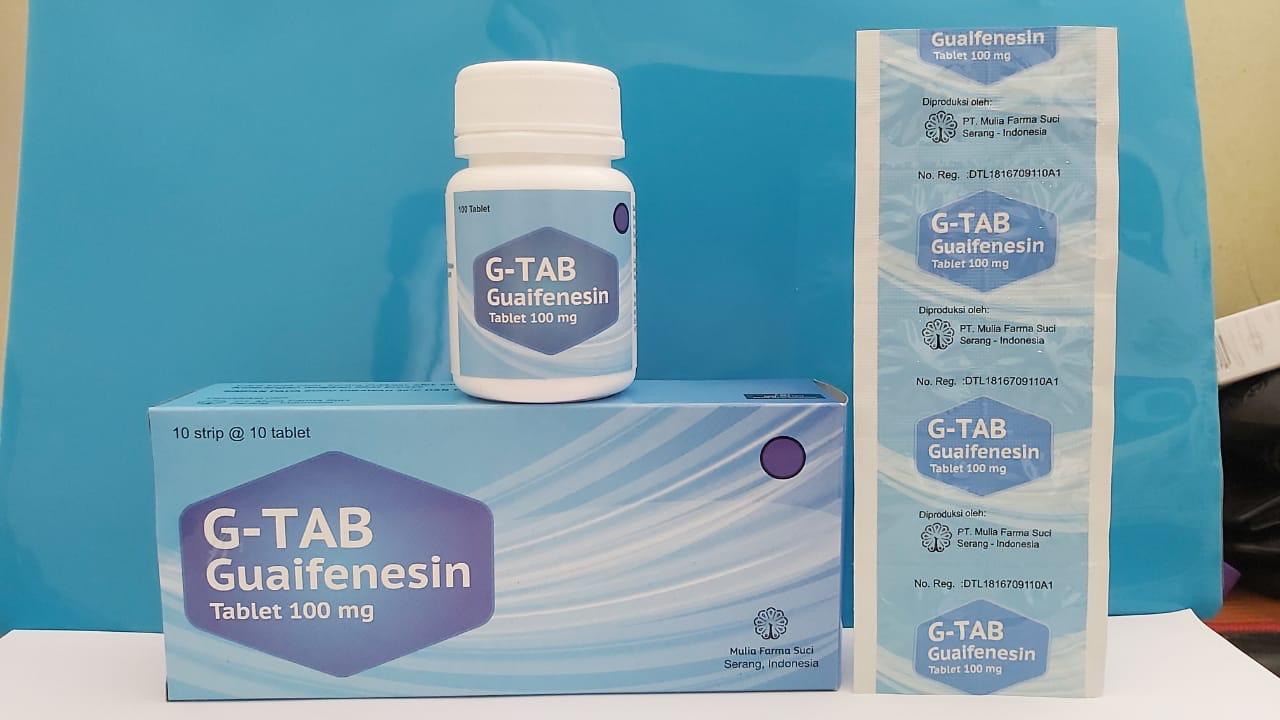 100 Tablet
G-TAB
Guaifenesin
Tablet 100 mg
10 strip @ 10 tablet
G-TAB
Guaifenesin
Tablet 100 mg
Mulia Farma Suci
Serang, Indonesia
Guaifenesin
Tablet 100 mg
Diproduksi oleh:
PT. Mulia Farma Suci
Serang - Indonesia
No. Reg. :DTL1816709110A1
G-TAB
Guaifenesin
Tablet 100 mg
Diproduksi oleh:
PT. Mulia Farma Suci
Serang - Indonesia
No. Reg. :DTL1816709110A1
G-TAB
Guaifenesin
Tablet 100 mg
Diproduksi oleh:
PT. Mulia Farma Suci
Serang - Indonesia
No. Reg. :DTL1816709110A1
G-TAB
Guaifenesin
Tablet 100 mg